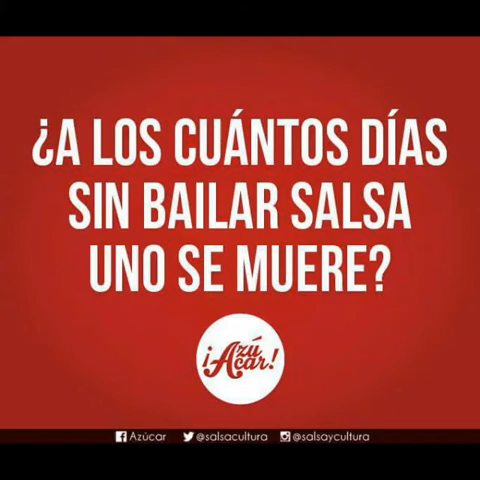 ¿A LOS CUÁNTOS DÍAS
SIN BAILAR SALSA
UNO SE MUERE?
¡Azúcar!
Azúcar @salsacultura @salsaycultura